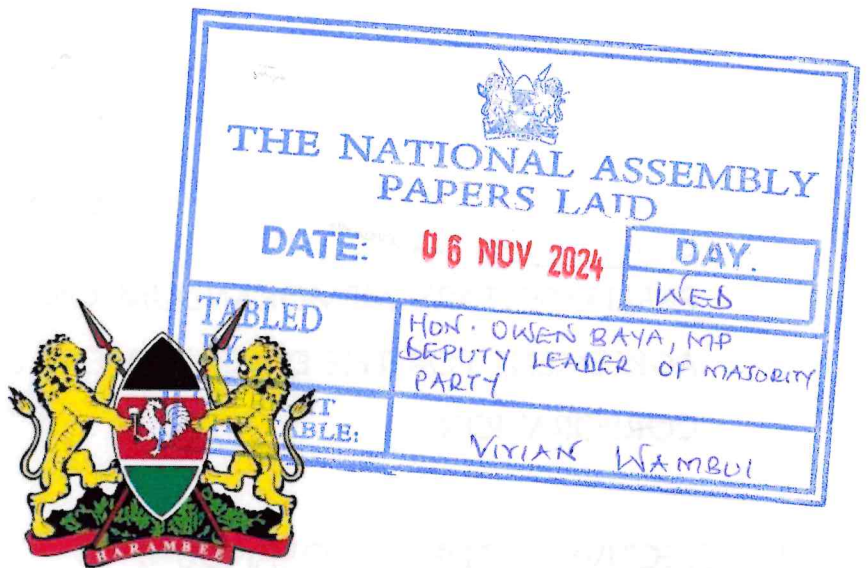 THE NATIONAL ASSEMBLY
PAPERS LAID
DATE: 06 NOV 2024
DAY.
WED
TABLED
HON. OWEN BAYA, MP
DEPUTY LEADER OF MAJORITY
PARTY
VIVIAN WAMBUI
HARAMBEE